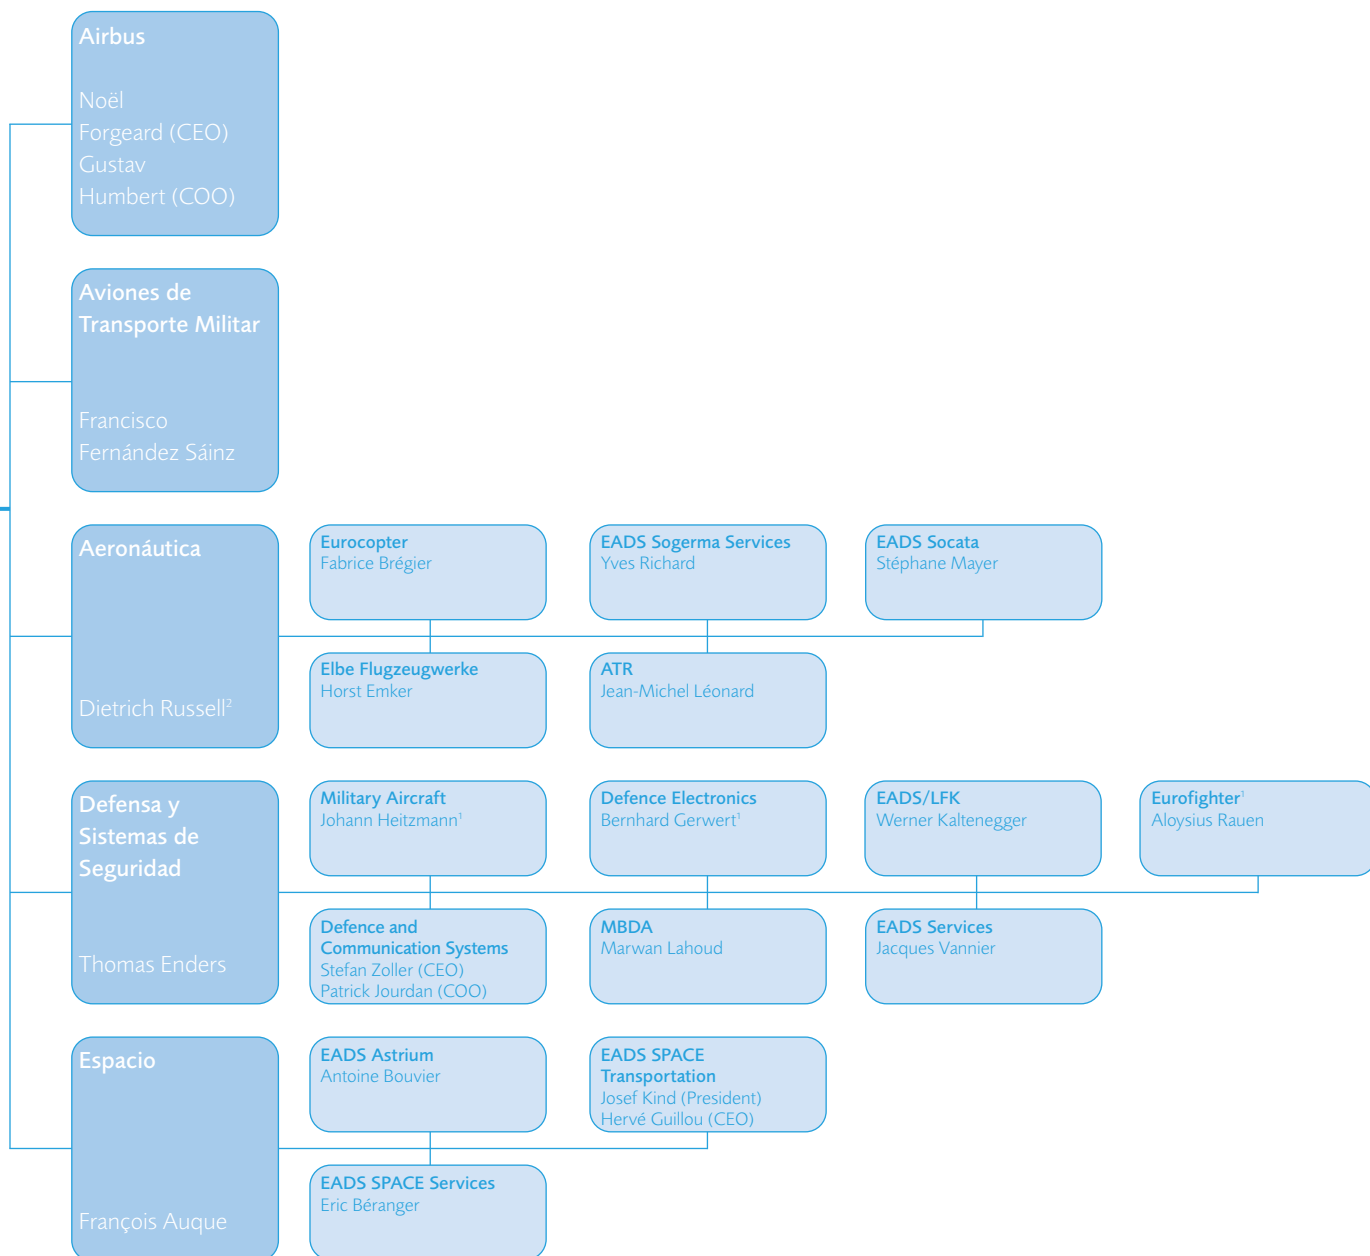 Airbus
Noël
Forgeard (CEO)
Gustav
Humbert (COO)
Aviones de
Transporte Militar
Francisco
Fernández Sáinz
Aeronáutica
Dietrich Russell²
Eurocopter
Fabrice Brégier
EADS Sogerma Services
Yves Richard
EADS Socata
Stéphane Mayer
Elbe Flugzeugwerke
Horst Emker
ATR
Jean-Michel Léonard
Defensa y
Sistemas de
Seguridad
Thomas Enders
Military Aircraft
Johann Heitzmann¹
Defence Electronics
Bernhard Gerwert¹
EADS/LFK
Werner Kaltenegger
Eurofighter¹
Aloysius Rauen
Defence and
Communication Systems
Stefan Zoller (CEO)
Patrick Jourdan (COO)
MBDA
Marwan Lahoud
EADS Services
Jacques Vannier
Espacio
François Auque
EADS Astrium
Antoine Bouvier
EADS SPACE
Transportation
Josef Kind (President)
Hervé Guillou (CEO)
EADS SPACE Services
Eric Béranger